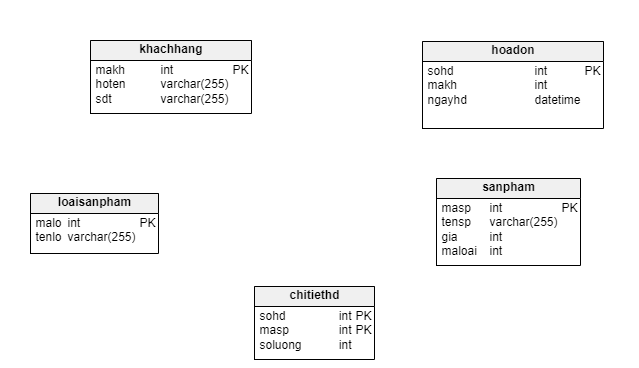 khachhang
makh int PK
hoten varchar(255)
sdt varchar(255)
hoadon
sohd int PK
makh int
ngayhd datetime
loaisanpham
malo int PK
tenlo varchar(255)
sanpham
masp int PK
tensp varchar(255)
gia int
maloai int
chitiethd
sohd int PK
masp int PK
soluong int